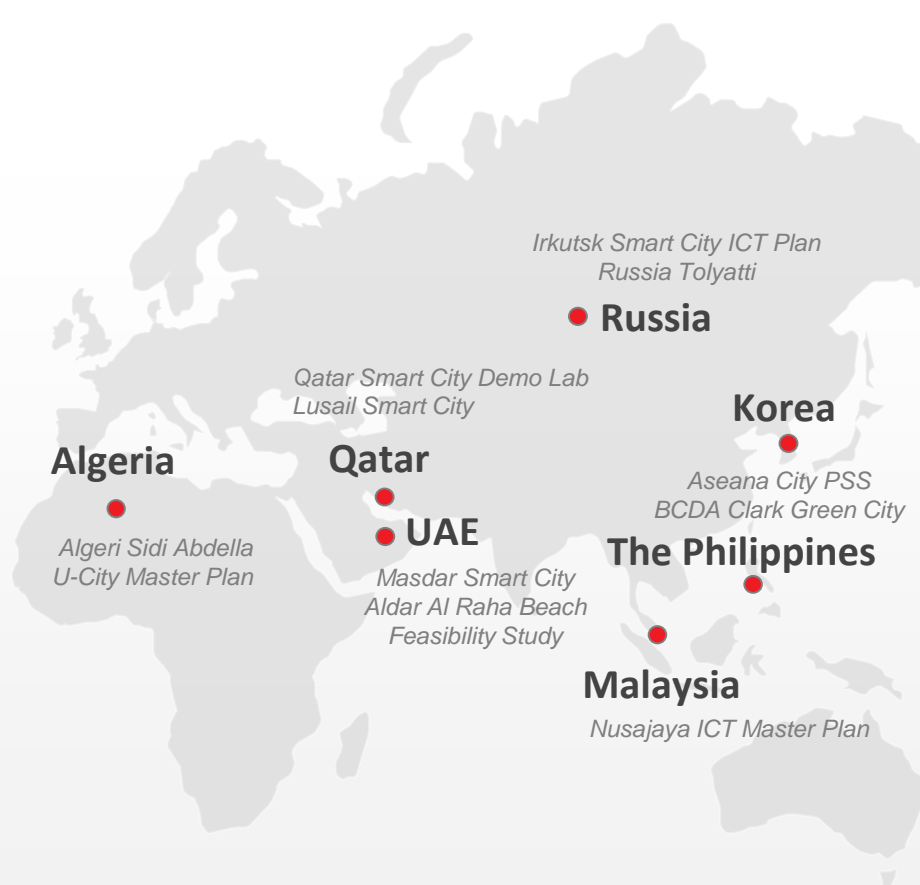 Irkutsk Smart City ICT Plan
Russia Tolyatti
Russia
Qatar Smart City Demo Lab
Lusail Smart City
Korea
Algeria
Qatar
Aseana City PSS
BCDA Clark Green City
UAE
Algeri Sidi Abdella
U-City Master Plan
The Philippines
Masdar Smart City
Aldar Al Raha Beach
Feasibility Study
Malaysia
Nusajaya ICT Master Plan